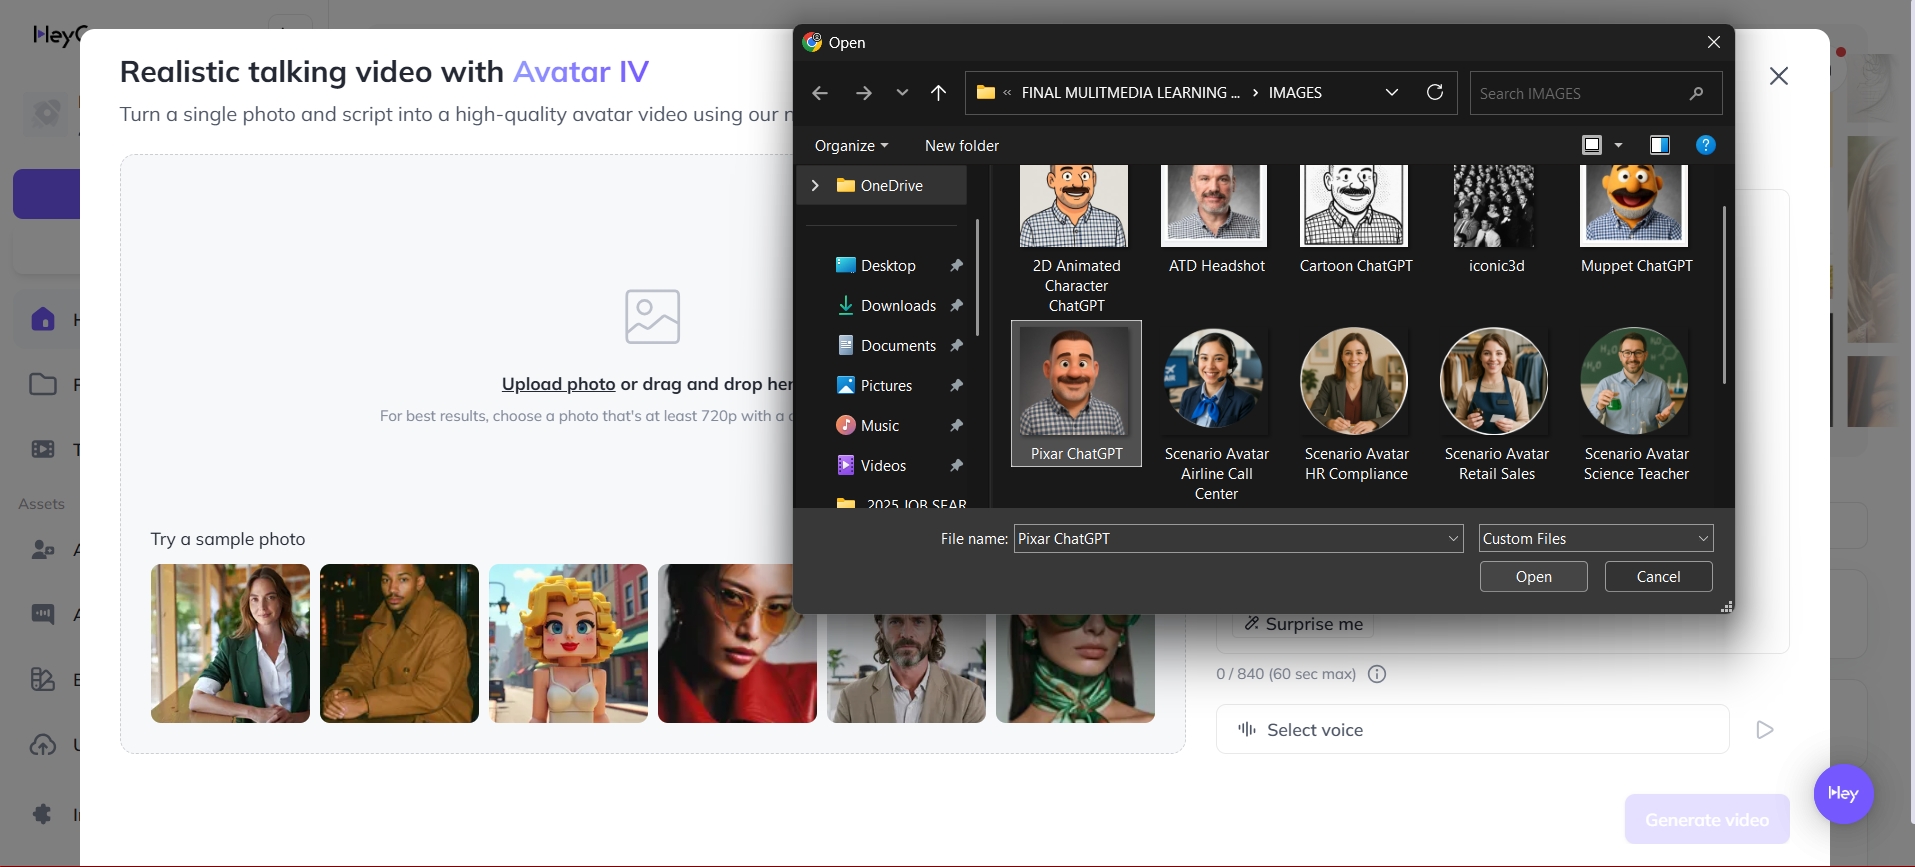 HeyG
Realistic talking video with Avatar IV
Turn a single photo and script into a high-quality avatar video using our n
Upload photo or drag and drop her
For best results, choose a photo that's at least 720p with a c
Try a sample photo
Assets
Open
« FINAL MULITMEDIA LEARNING ... > IMAGES
Search IMAGES
Organize
New folder
?
OneDrive
Desktop
Downloads
Documents
Pictures
Music
Videos
2025 JOB SEAR
2D Animated
Character
ChatGPT
ATD Headshot
Cartoon ChatGPT
iconic3d
Muppet ChatGPT
Pixar ChatGPT
Scenario Avatar
Airline Call
Center
Scenario Avatar
HR Compliance
Scenario Avatar
Retail Sales
Scenario Avatar
Science Teacher
File name: Pixar ChatGPT
Custom Files
Open
Cancel
Surprise me
0 / 840 (60 sec max)
Select voice
Hey
Generate video